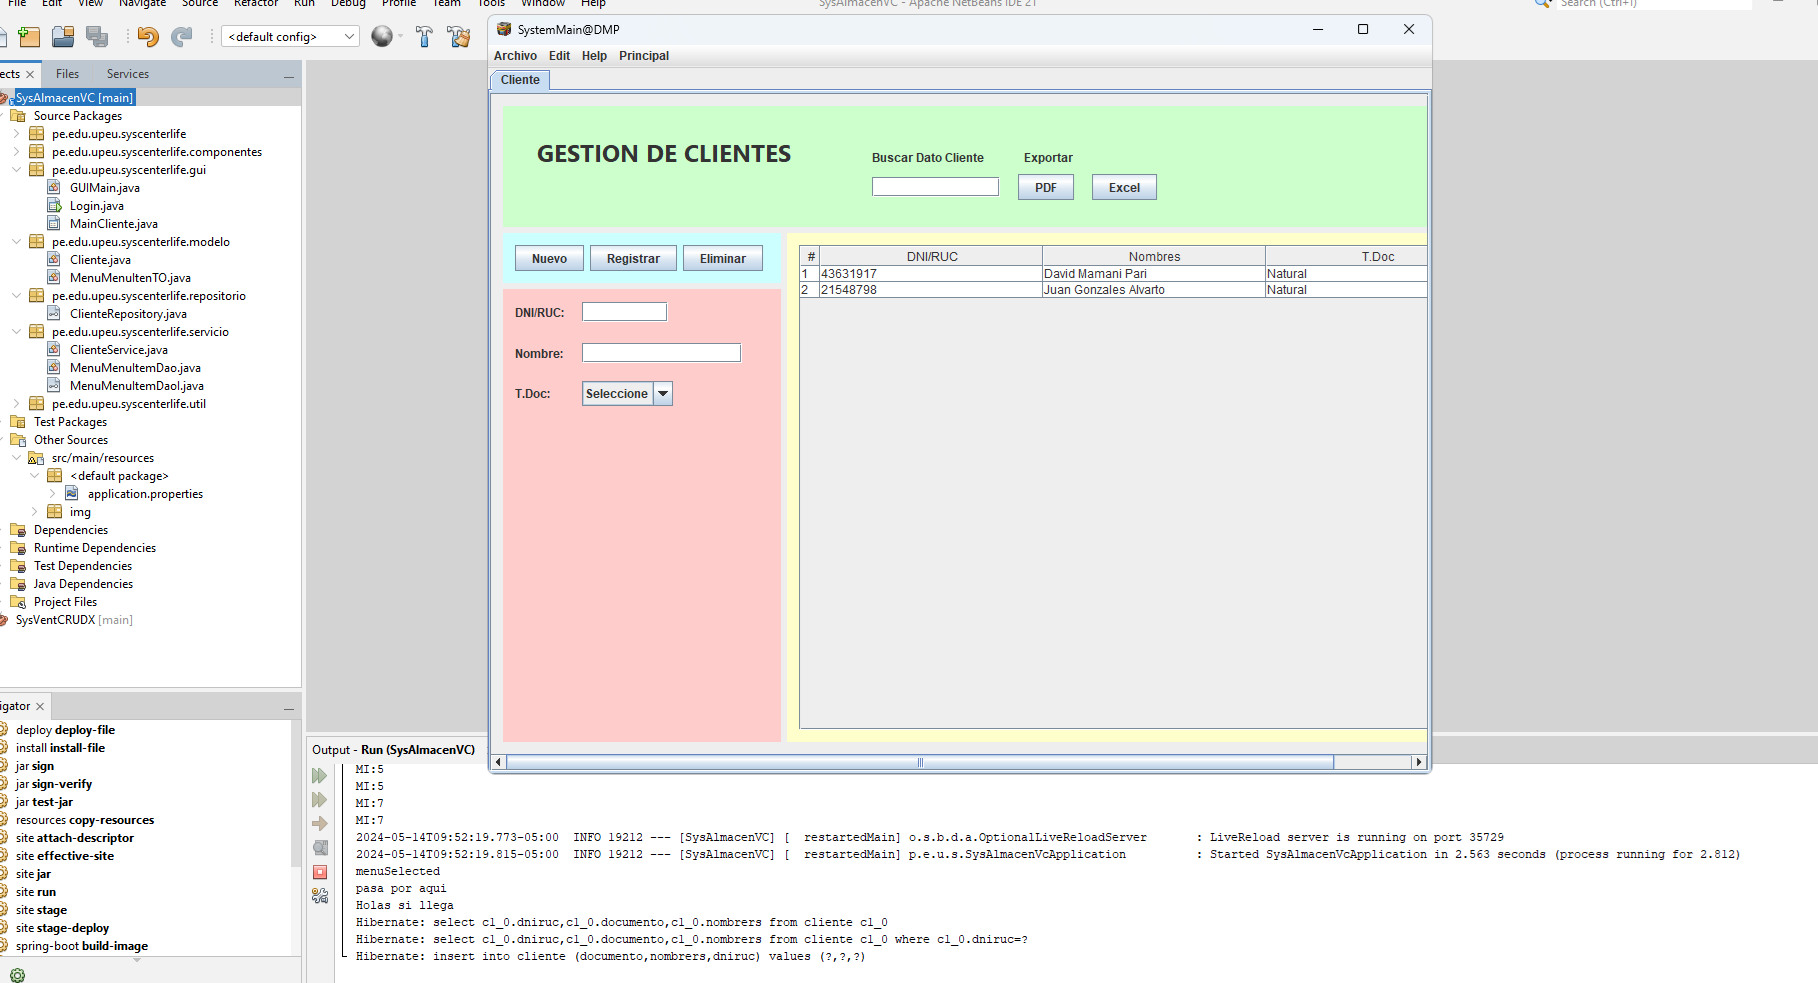 File Edit View Navigate Source Refactor Run Debug Profile Team Tools Window Help
SysAlmacenVC - Apache NetBeans IDE 21
Search (Ctrl+I)
<default config>
ects Files Services
SysAlmacenVC [main]
Source Packages
pe.edu.upeu.syscenterlife
pe.edu.upeu.syscenterlife.componentes
pe.edu.upeu.syscenterlife.gui
GUIMain.java
Login.java
MainCliente.java
pe.edu.upeu.syscenterlife.modelo
Cliente.java
MenuMenuItenTO.java
pe.edu.upeu.syscenterlife.repositorio
ClienteRepository.java
pe.edu.upeu.syscenterlife.servicio
ClienteService.java
MenuMenuItemDao.java
MenuMenuItemDaoI.java
pe.edu.upeu.syscenterlife.util
Test Packages
Other Sources
src/main/resources
<default package>
application.properties
img
Dependencies
Runtime Dependencies
Test Dependencies
Java Dependencies
Project Files
SysVentCRUDX [main]
igator
deploy deploy-file
install install-file
jar sign
jar sign-verify
jar test-jar
resources copy-resources
site attach-descriptor
site effective-site
site jar
site run
site stage
site stage-deploy
spring-boot build-image
SystemMain@DMP
Archivo Edit Help Principal
Cliente
GESTION DE CLIENTES
Buscar Dato Cliente Exportar
PDF Excel
Nuevo Registrar Eliminar
DNI/RUC:
Nombre:
T.Doc: Seleccione
# DNI/RUC Nombres T.Doc
1 43631917 David Mamani Pari Natural
2 21548798 Juan Gonzales Alvarto Natural
Output - Run (SysAlmacenVC)
MI:5
MI:5
MI:7
MI:7
2024-05-14T09:52:19.773-05:00 INFO 19212 --- [SysAlmacenVC] [ restartedMain] o.s.b.d.a.OptionalLiveReloadServer : LiveReload server is running on port 35729
2024-05-14T09:52:19.815-05:00 INFO 19212 --- [SysAlmacenVC] [ restartedMain] p.e.u.s.SysAlmacenVcApplication : Started SysAlmacenVcApplication in 2.563 seconds (process running for 2.812)
menuSelected
pasa por aqui
Holas si llega
Hibernate: select c1_0.dniruc,c1_0.documento,c1_0.nombrers from cliente c1_0
Hibernate: select c1_0.dniruc,c1_0.documento,c1_0.nombrers from cliente c1_0 where c1_0.dniruc=?
Hibernate: insert into cliente (documento,nombrers,dniruc) values (?,?,?)